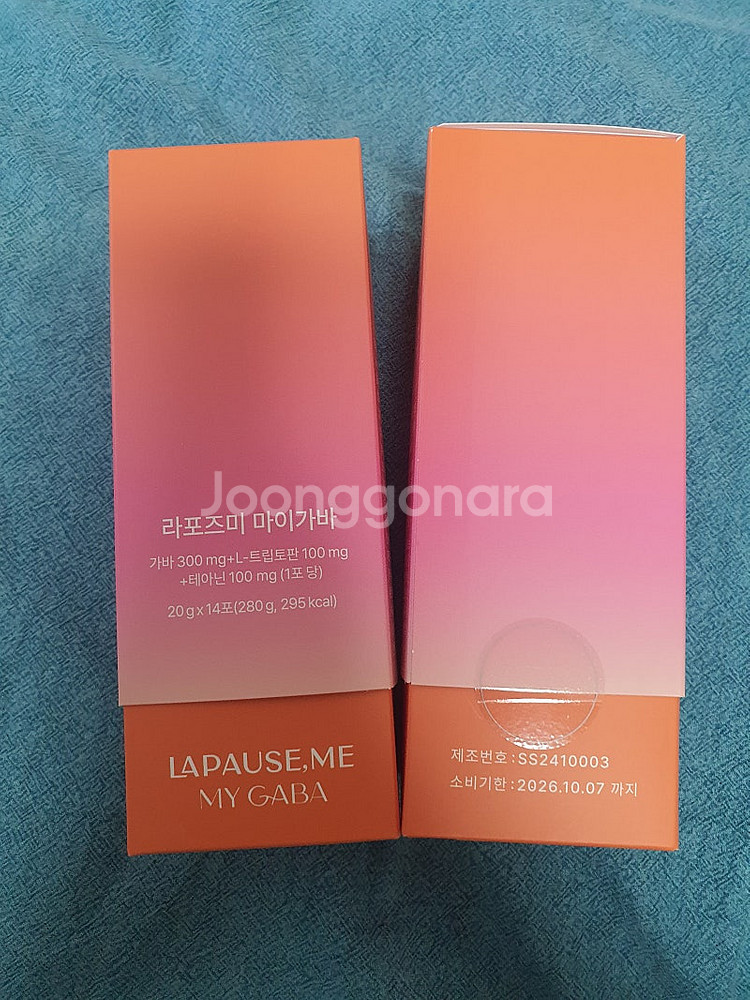 Joonggonara
라포즈미 마이가바
가바 300 mg+L-트립토판 100 mg
+테아닌 100 mg (1포 당)
20 g x 14포(280 g, 295 kcal)
LAPAUSE,ME
MY GABA
제조번호 : SS2410003
소비기한 : 2026.10.07 까지